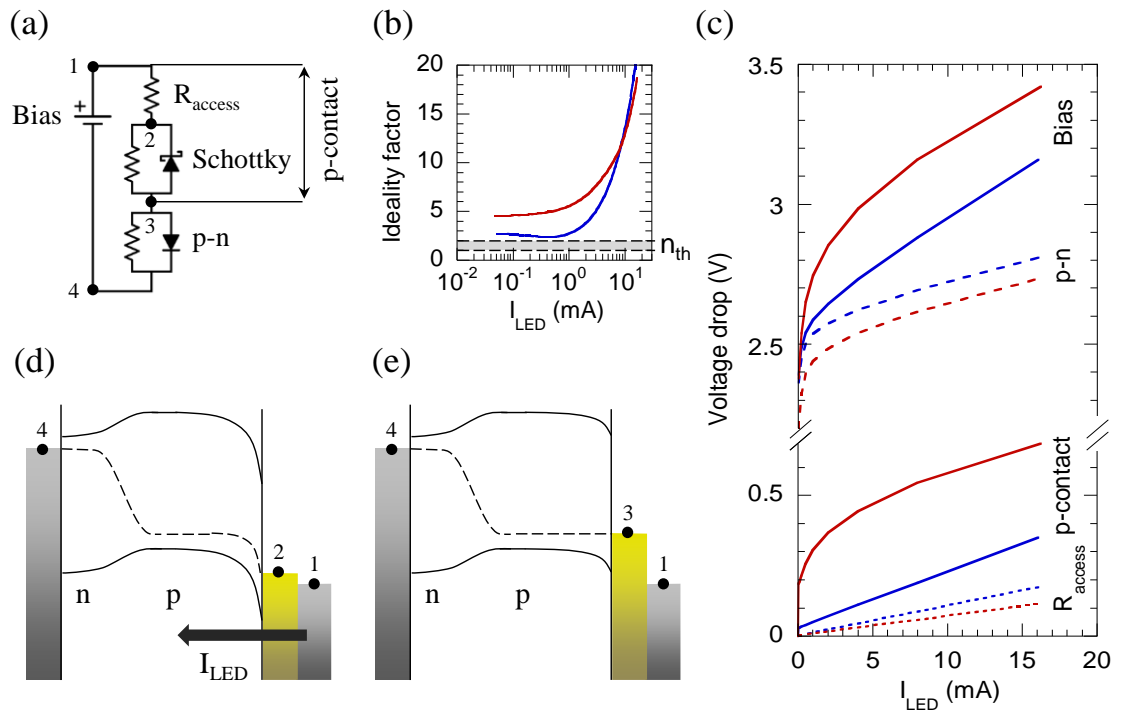 (a)
1
Bias
+
R_access
2
Schottky
3
p-n
4
p-contact
(b)
Ideality factor
20
15
10
5
0
n_th
10^-2 10^-1 10^0 10^1
I_LED (mA)
(c)
Voltage drop (V)
3.5
3
2.5
0.5
0
Bias
p-n
p-contact
R_access
0 5 10 15 20
I_LED (mA)
(d)
4
2
1
n p
I_LED
(e)
4
3
1
n p